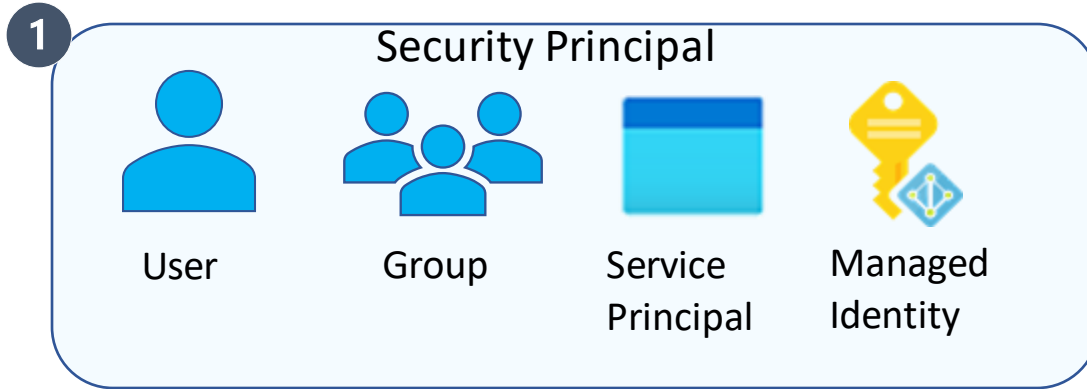 1
Security Principal
User
Group
Service
Principal
Managed
Identity